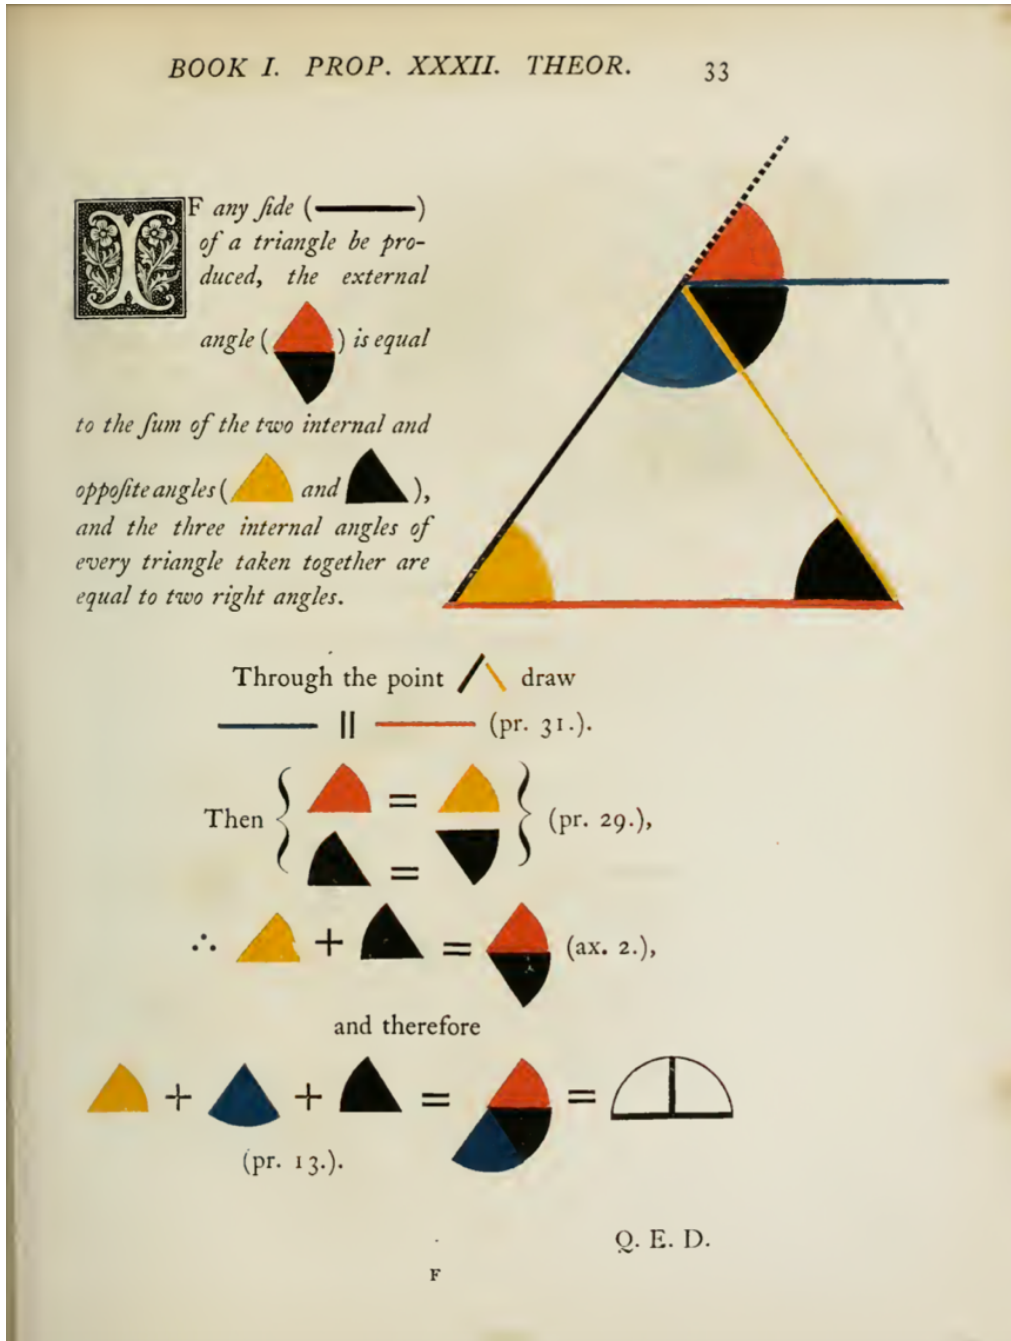 BOOK I. PROP. XXXII. THEOR. 33
IF any ſide ( )
of a triangle be pro-
duced, the external
angle ( ) is equal
to the ſum of the two internal and
oppoſite angles ( and ),
and the three internal angles of
every triangle taken together are
equal to two right angles.
Through the point draw
|| (pr. 31.).
Then { = } (pr. 29.),
=
∴ + = (ax. 2.),
and therefore
+ + = =
(pr. 13.).
Q. E. D.
F